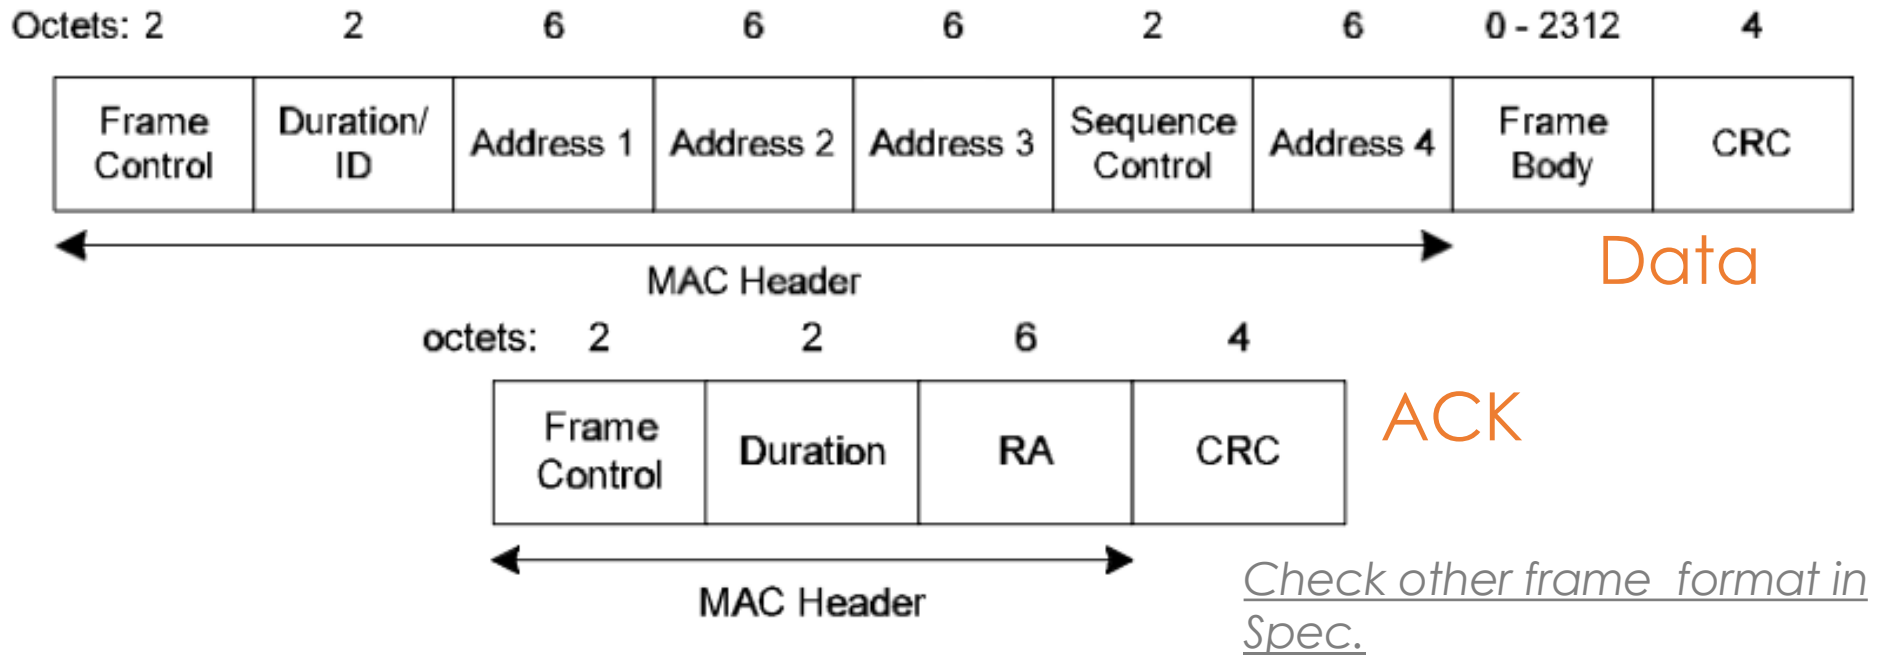 Octets: 2 2 6 6 6 2 6 0 - 2312 4
Frame Control Duration/ ID Address 1 Address 2 Address 3 Sequence Control Address 4 Frame Body CRC
Data
MAC Header
octets: 2 2 6 4
Frame Control Duration RA CRC
ACK
MAC Header
Check other frame format in
Spec.